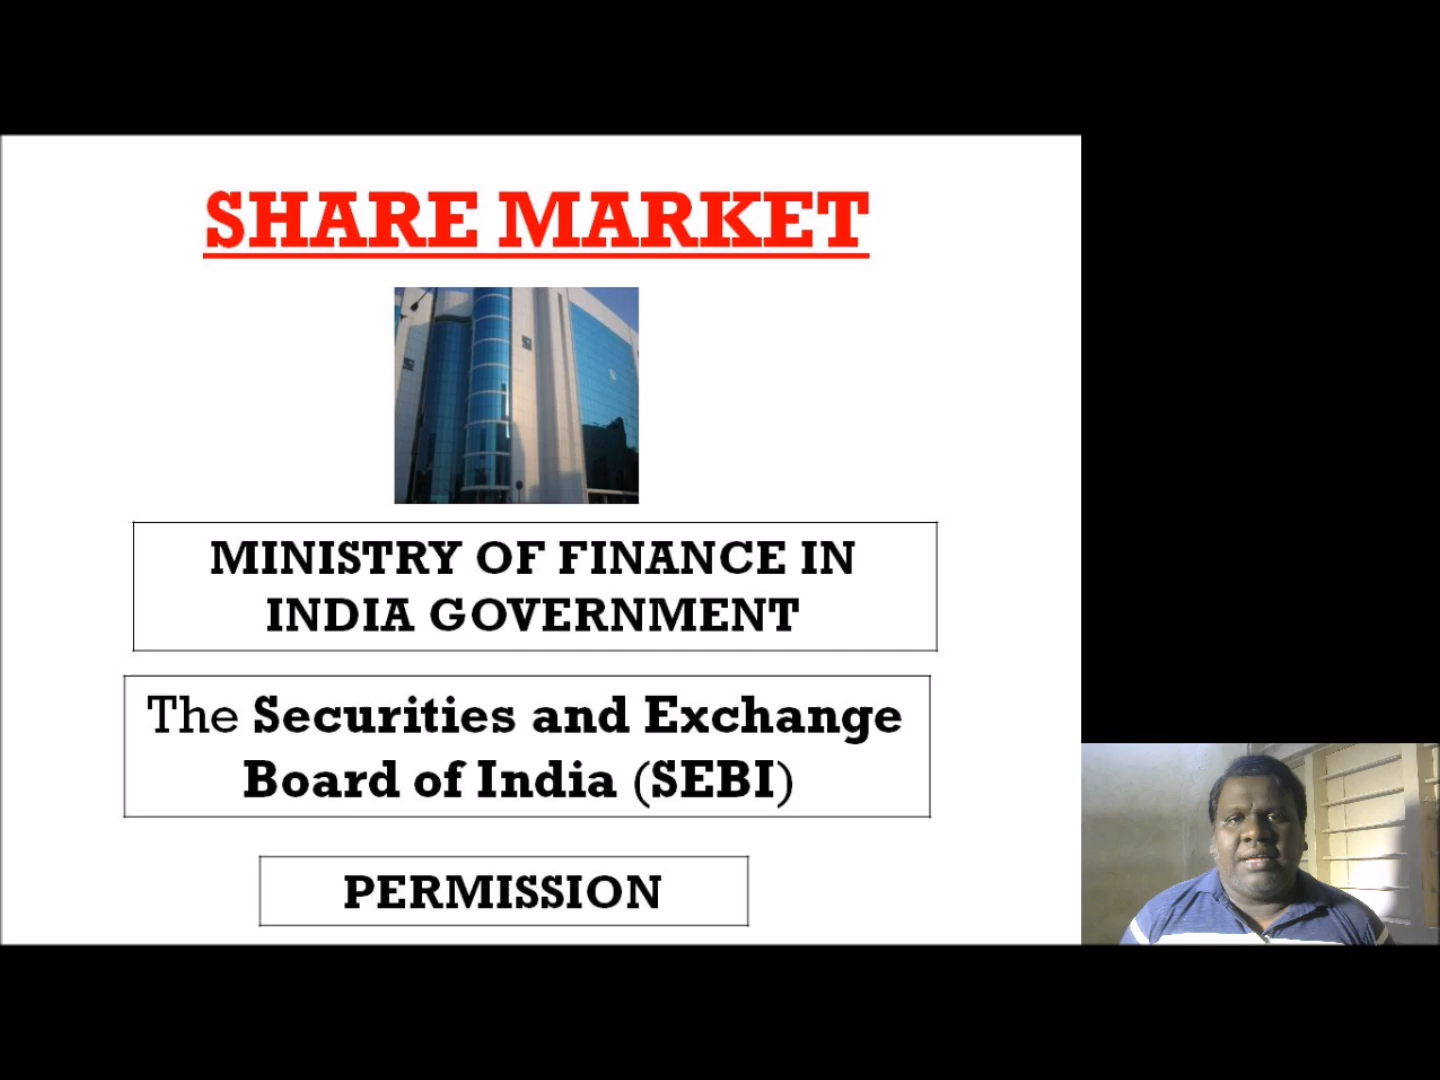 SHARE MARKET
MINISTRY OF FINANCE IN
INDIA GOVERNMENT
The Securities and Exchange
Board of India (SEBI)
PERMISSION